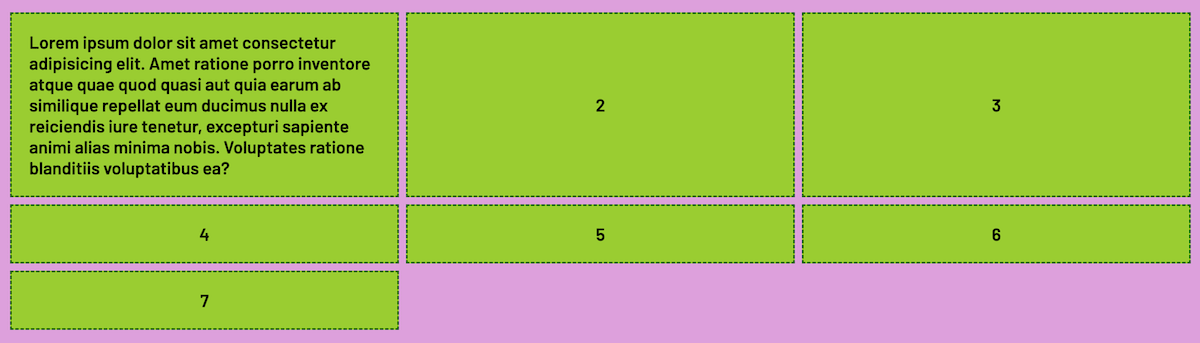 Lorem ipsum dolor sit amet consectetur
adipisicing elit. Amet ratione porro inventore
atque quae quod quasi aut quia earum ab
similique repellat eum ducimus nulla ex
reiciendis iure tenetur, excepturi sapiente
animi alias minima nobis. Voluptates ratione
blanditiis voluptatibus ea?
2
3
4
5
6
7